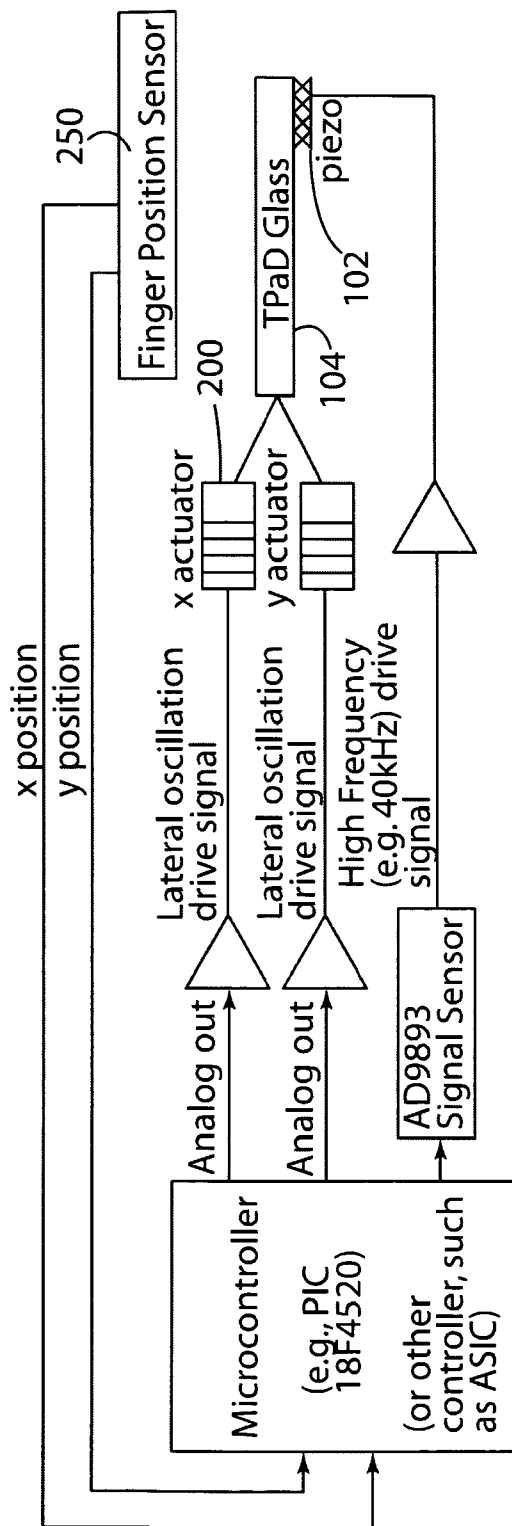 x position
y position
250
Finger Position Sensor
Microcontroller
(e.g., PIC
18F4520)
(or other
controller, such
as ASIC)
Analog out
Analog out
Lateral oscillation
drive signal
Lateral oscillation
drive signal
x actuator
200
y actuator
AD9893
Signal Sensor
High Frequency
(e.g. 40kHz) drive
signal
TPaD Glass
104
102
piezo